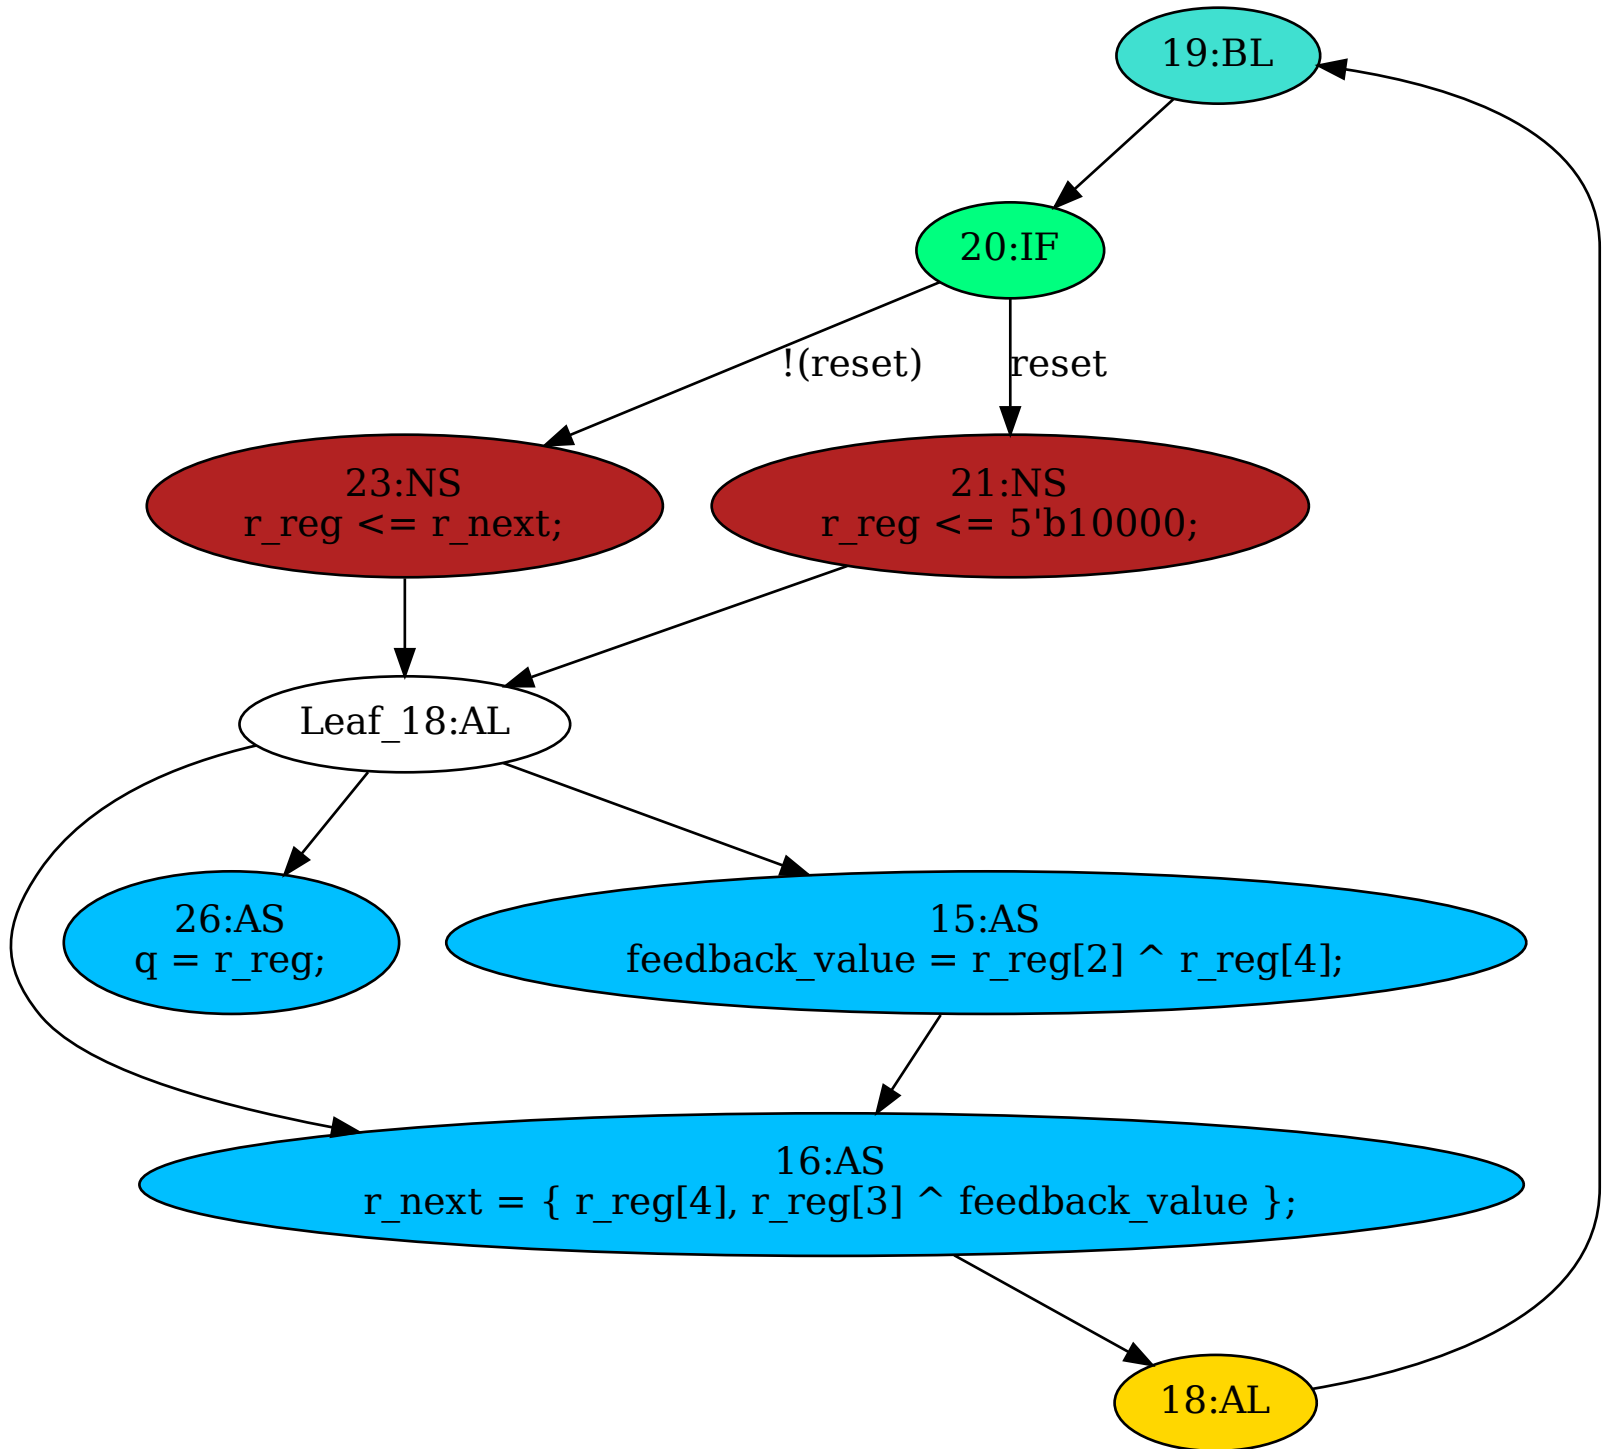 19:BL
20:IF
!(reset)
reset
23:NS
r_reg <= r_next;
21:NS
r_reg <= 5'b10000;
Leaf_18:AL
26:AS
q = r_reg;
15:AS
feedback_value = r_reg[2] ^ r_reg[4];
16:AS
r_next = { r_reg[4], r_reg[3] ^ feedback_value };
18:AL